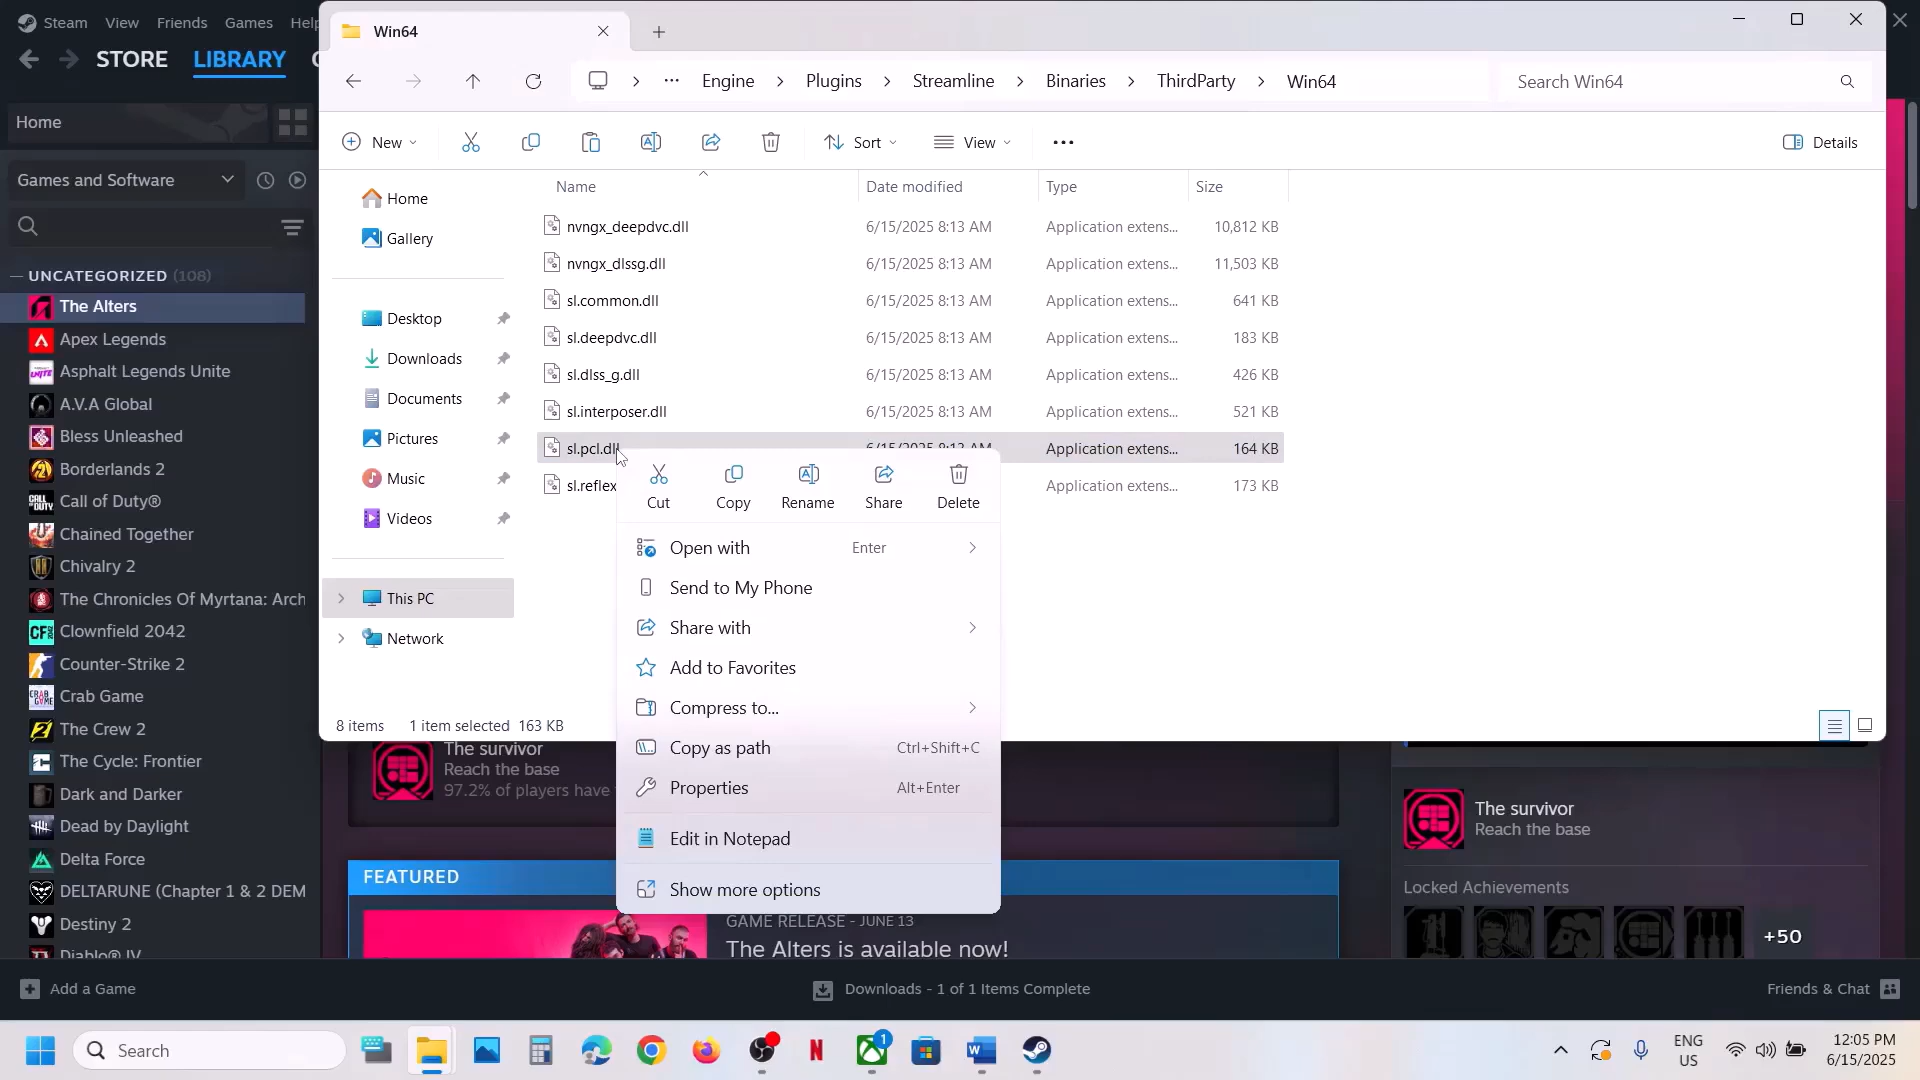 Steam View Friends Games Help
STORE LIBRARY
Home
Games and Software
UNCATEGORIZED (108)
The Alters
Apex Legends
Asphalt Legends Unite
A.V.A Global
Bless Unleashed
Borderlands 2
Call of Duty®
Chained Together
Chivalry 2
The Chronicles Of Myrtana: Arch
Clownfield 2042
Counter-Strike 2
Crab Game
The Crew 2
The Cycle: Frontier
Dark and Darker
Dead by Daylight
Delta Force
DELTARUNE (Chapter 1 & 2 DEM
Destiny 2
Diablo® IV
Add a Game
Win64
Engine Plugins Streamline Binaries ThirdParty Win64
Search Win64
New Sort View Details
Home
Gallery
Desktop
Downloads
Documents
Pictures
Music
Videos
This PC
Network
Name Date modified Type Size
nvngx_deepdvc.dll 6/15/2025 8:13 AM Application extens... 10,812 KB
nvngx_dlssg.dll 6/15/2025 8:13 AM Application extens... 11,503 KB
sl.common.dll 6/15/2025 8:13 AM Application extens... 641 KB
sl.deepdvc.dll 6/15/2025 8:13 AM Application extens... 183 KB
sl.dlss_g.dll 6/15/2025 8:13 AM Application extens... 426 KB
sl.interposer.dll 6/15/2025 8:13 AM Application extens... 521 KB
sl.pcl.dll 6/15/2025 8:13 AM Application extens... 164 KB
sl.reflex Application extens... 173 KB
Cut Copy Rename Share Delete
Open with Enter
Send to My Phone
Share with
Add to Favorites
Compress to...
Copy as path Ctrl+Shift+C
Properties Alt+Enter
Edit in Notepad
Show more options
8 items 1 item selected 163 KB
The survivor
Reach the base
97.2% of players have
FEATURED
GAME RELEASE - JUNE 13
The Alters is available now!
The survivor
Reach the base
Locked Achievements
+50
Downloads - 1 of 1 Items Complete
Friends & Chat
Search
1
ENG
US
12:05 PM
6/15/2025